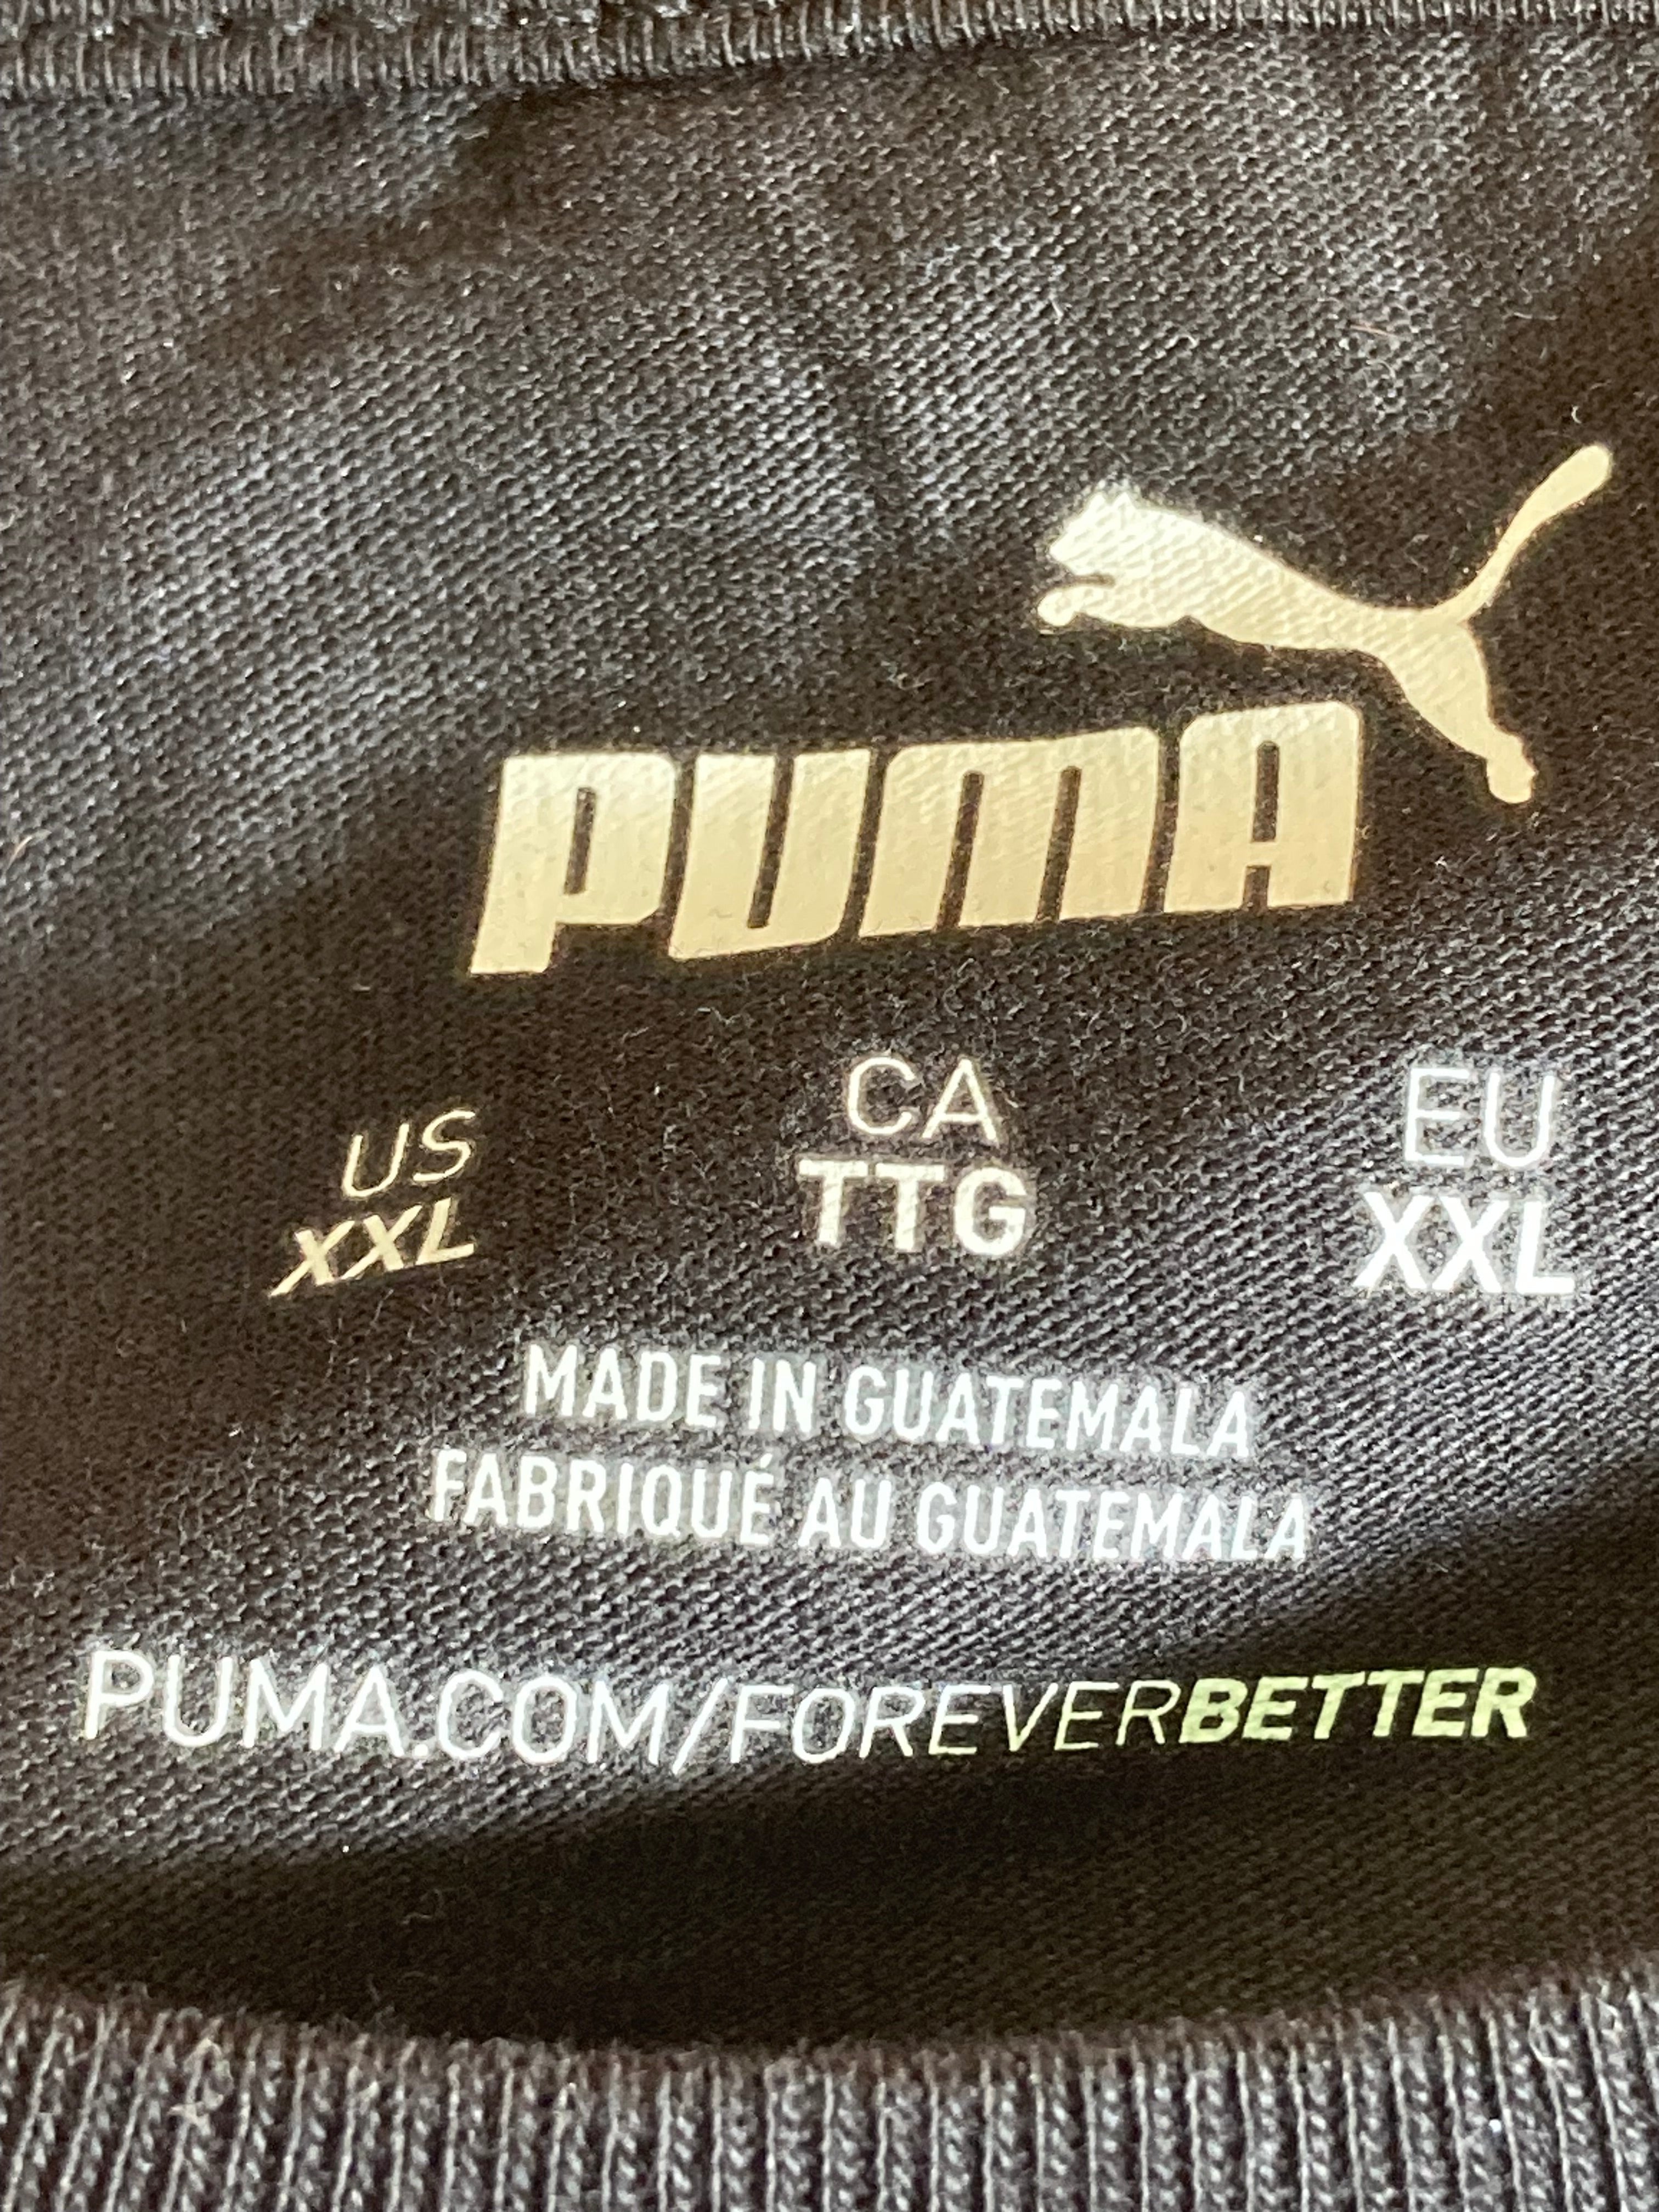 PUMA
US CA EU
XXL TTG XXL
MADE IN GUATEMALA
FABRIQUÉ AU GUATEMALA
PUMA.COM/FOREVERBETTER